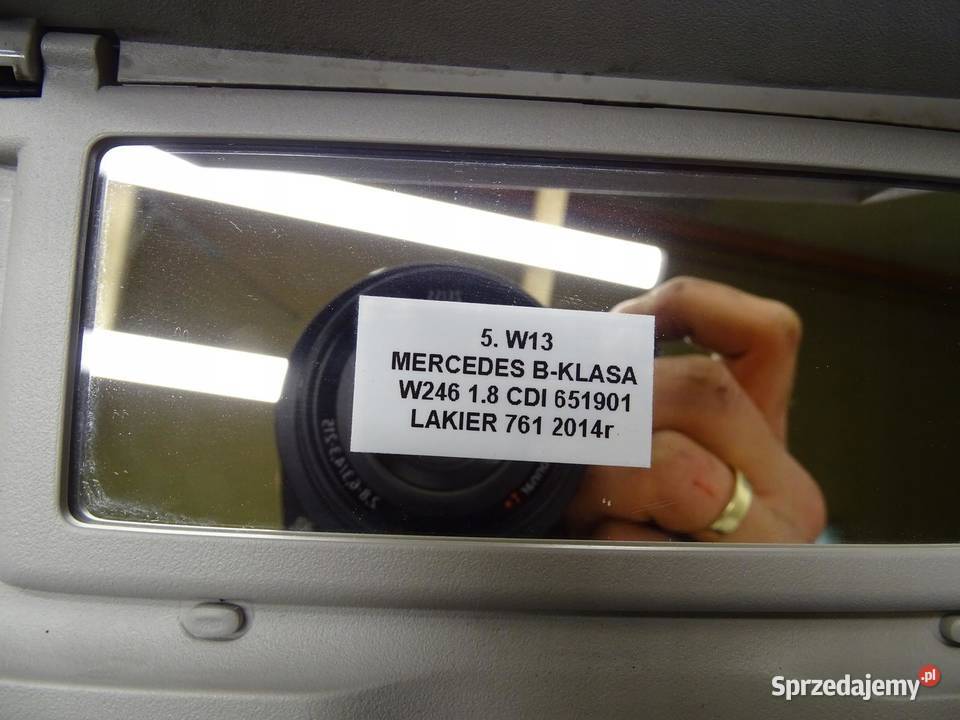 5. W13
MERCEDES B-KLASA
W246 1.8 CDI 651901
LAKIER 761 2014r
Sprzedajemy.pl